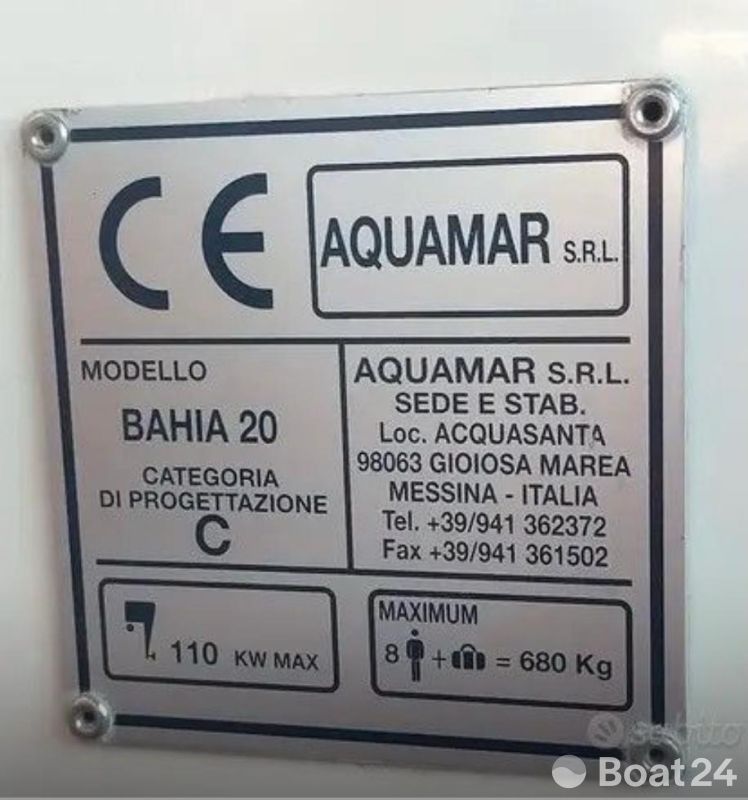 CE
AQUAMAR S.R.L.
MODELLO
BAHIA 20
CATEGORIA
DI PROGETTAZIONE
C
AQUAMAR S.R.L.
SEDE E STAB.
Loc. ACQUASANTA
98063 GIOIOSA MAREA
MESSINA - ITALIA
Tel. +39/941 362372
Fax +39/941 361502
110 KW MAX
MAXIMUM
8 + = 680 Kg
subito
Boat24